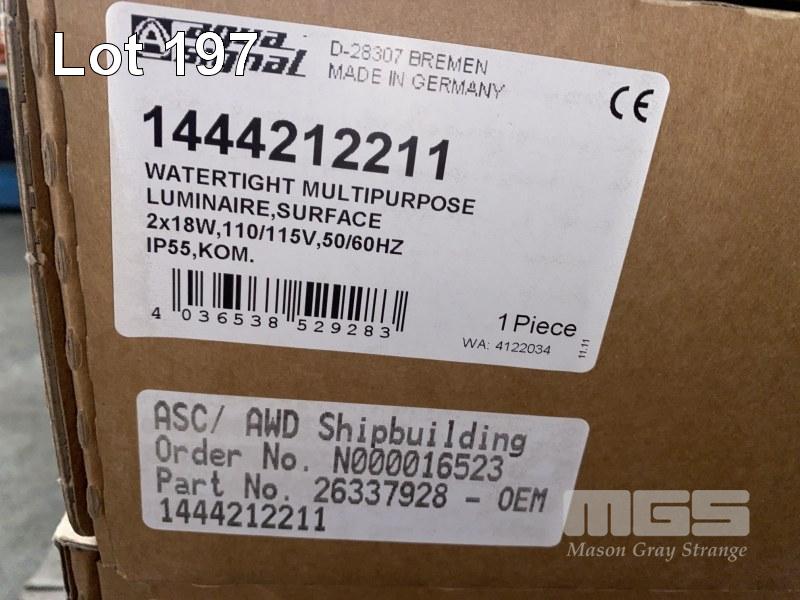 Lot 197
D-28307 BREMEN
MADE IN GERMANY
CE
1444212211
WATERTIGHT MULTIPURPOSE
LUMINAIRE,SURFACE
2x18W,110/115V,50/60HZ
IP55,KOM.
4 036538 529283
1 Piece
WA: 4122034
11.11
ASC/ AWD Shipbuilding
Order No. N000016523
Part No. 26337928 - OEM
1444212211
MGS
Mason Gray Strange